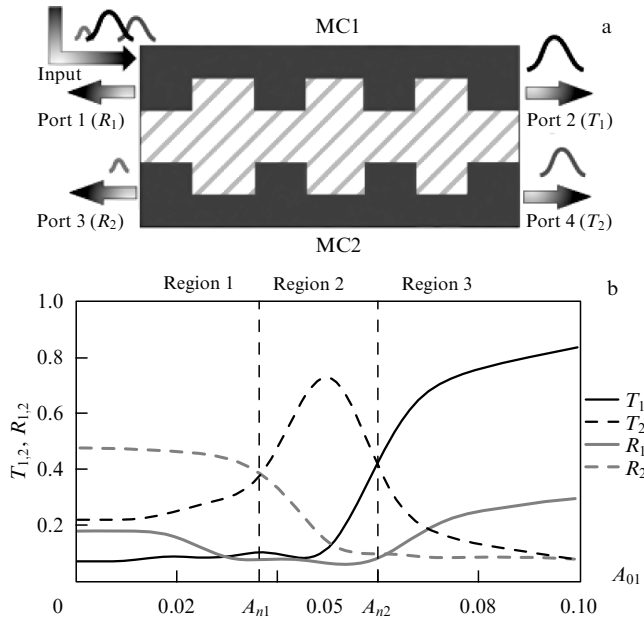 MC1
a
Input
Port 1 (R₁)
Port 2 (T₁)
Port 3 (R₂)
Port 4 (T₂)
MC2
b
Region 1
Region 2
Region 3
T₁,₂, R₁,₂
1.0
0.8
0.6
0.4
0.2
T₁
T₂
R₁
R₂
A₀₁
0
0.02
Aₙ₁
0.05
Aₙ₂
0.08
0.10